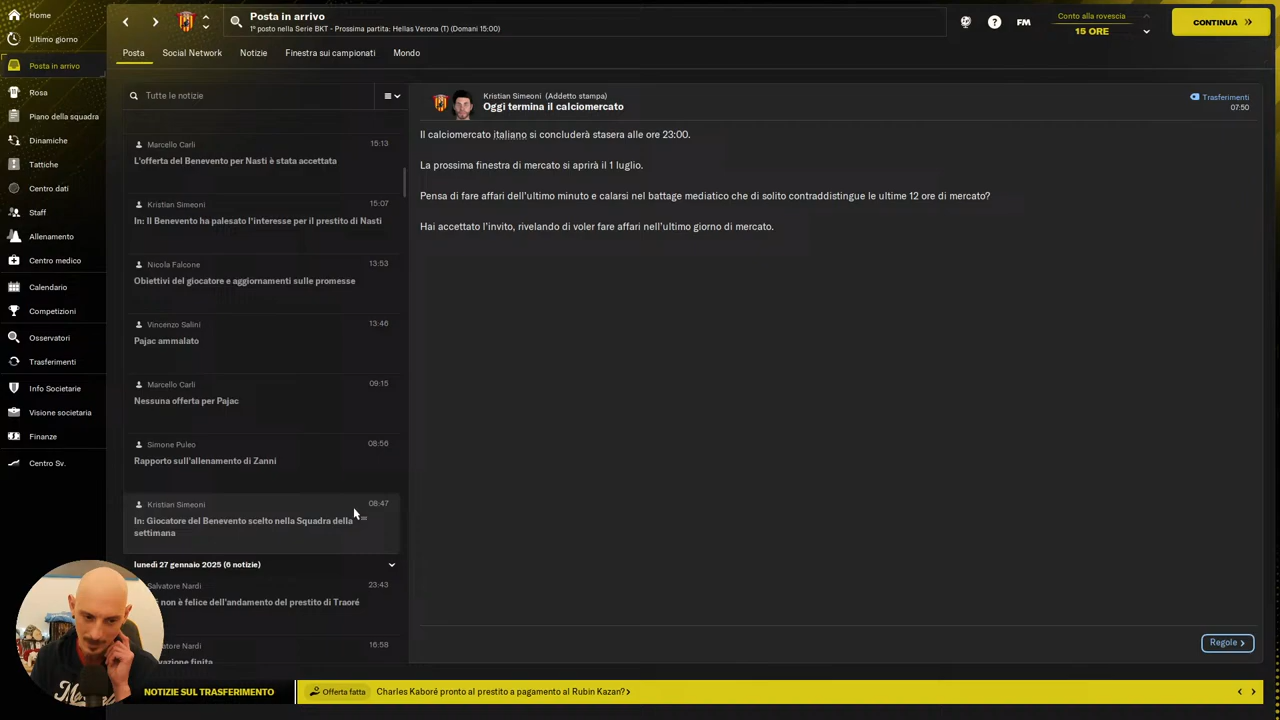 Home
Ultimo giorno
Posta in arrivo
Rosa
Piano della squadra
Dinamiche
Tattiche
Centro dati
Staff
Allenamento
Centro medico
Calendario
Competizioni
Osservatori
Trasferimenti
Info Societarie
Visione societaria
Finanze
Centro Sv.
Posta in arrivo
1º posto nella Serie BKT - Prossima partita: Hellas Verona (T) (Domani 15:00)
FM
Conto alla rovescia
15 ORE
CONTINUA
Posta
Social Network
Notizie
Finestra sui campionati
Mondo
Tutte le notizie
Marcello Carli 15:13
L'offerta del Benevento per Nasti è stata accettata
Kristian Simeoni 15:07
In: Il Benevento ha palesato l'interesse per il prestito di Nasti
Nicola Falcone 13:53
Obiettivi del giocatore e aggiornamenti sulle promesse
Vincenzo Salini 13:46
Pajac ammalato
Marcello Carli 09:15
Nessuna offerta per Pajac
Simone Puleo 08:56
Rapporto sull'allenamento di Zanni
Kristian Simeoni 08:47
In: Giocatore del Benevento scelto nella Squadra della
settimana
lunedì 27 gennaio 2025 (6 notizie)
Salvatore Nardi 23:43
non è felice dell'andamento del prestito di Traoré
Nardi 16:58
finita
Kristian Simeoni (Addetto stampa)
Oggi termina il calciomercato
Trasferimenti
07:50
Il calciomercato italiano si concluderà stasera alle ore 23:00.
La prossima finestra di mercato si aprirà il 1 luglio.
Pensa di fare affari dell'ultimo minuto e calarsi nel battage mediatico che di solito contraddistingue le ultime 12 ore di mercato?
Hai accettato l'invito, rivelando di voler fare affari nell'ultimo giorno di mercato.
Regole
NOTIZIE SUL TRASFERIMENTO
Offerta fatta
Charles Kaboré pronto al prestito a pagamento al Rubin Kazan?